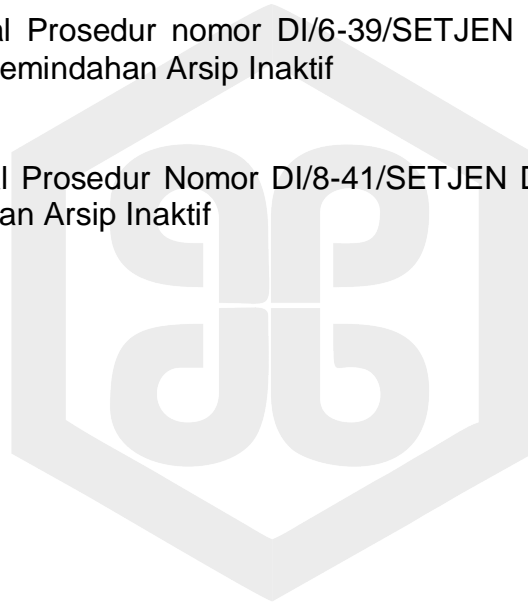 al Prosedur nomor DI/6-39/SETJEN
emindahan Arsip Inaktif
al Prosedur Nomor DI/8-41/SETJEN
an Arsip Inaktif